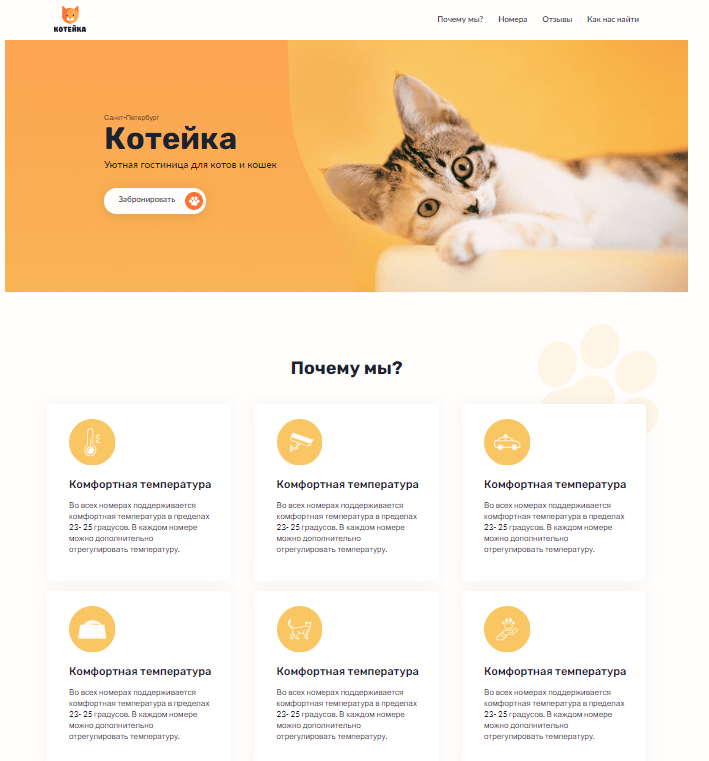 КОТЕЙКА
Почему мы? Номера Отзывы Как нас найти
Санкт-Петербург
Котейка
Уютная гостиница для котов и кошек
Забронировать
Почему мы?
Комфортная температура
Во всех номерах поддерживается
комфортная температура в пределах
23- 25 градусов. В каждом номере
можно дополнительно
отрегулировать температуру.
Комфортная температура
Во всех номерах поддерживается
комфортная температура в пределах
23- 25 градусов. В каждом номере
можно дополнительно
отрегулировать температуру.
Комфортная температура
Во всех номерах поддерживается
комфортная температура в пределах
23- 25 градусов. В каждом номере
можно дополнительно
отрегулировать температуру.
Комфортная температура
Во всех номерах поддерживается
комфортная температура в пределах
23- 25 градусов. В каждом номере
можно дополнительно
отрегулировать температуру.
Комфортная температура
Во всех номерах поддерживается
комфортная температура в пределах
23- 25 градусов. В каждом номере
можно дополнительно
отрегулировать температуру.
Комфортная температура
Во всех номерах поддерживается
комфортная температура в пределах
23- 25 градусов. В каждом номере
можно дополнительно
отрегулировать температуру.